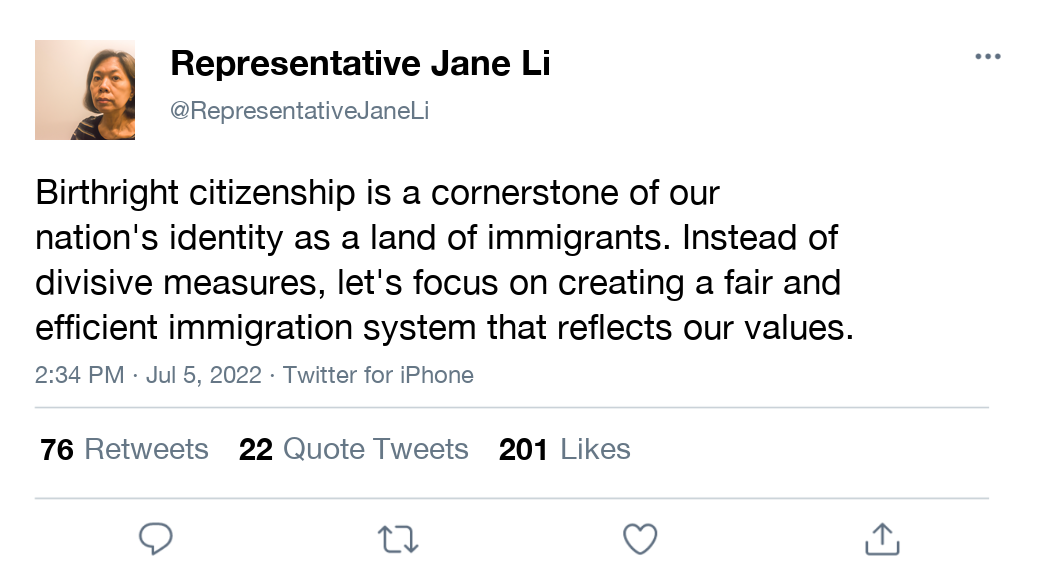 Representative Jane Li
@RepresentativeJaneLi
Birthright citizenship is a cornerstone of our
nation's identity as a land of immigrants. Instead of
divisive measures, let's focus on creating a fair and
efficient immigration system that reflects our values.
2:34 PM · Jul 5, 2022 · Twitter for iPhone
76 Retweets 22 Quote Tweets 201 Likes